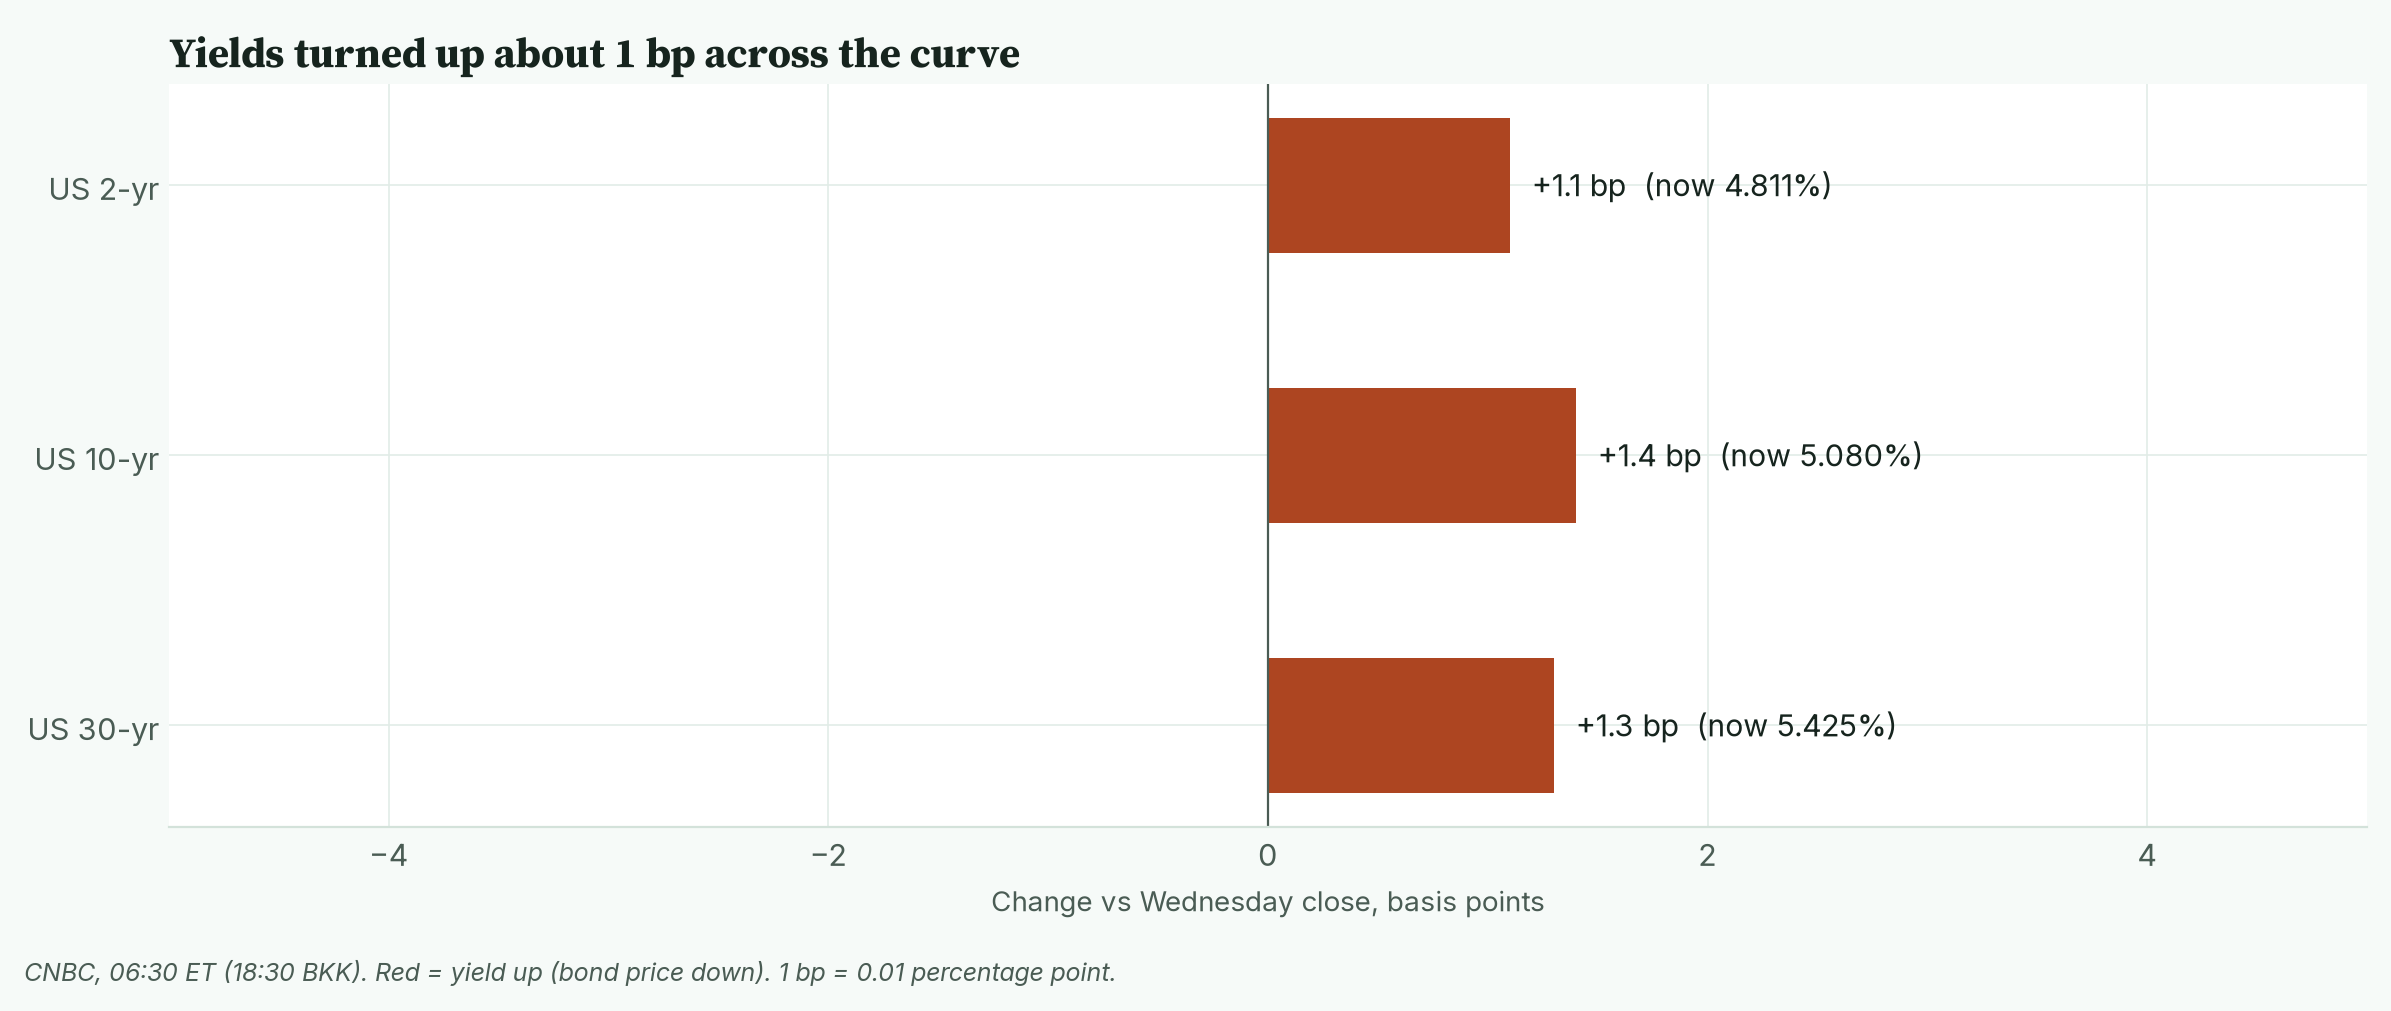 Yields turned up about 1 bp across the curve
US 2-yr
+1.1 bp (now 4.811%)
US 10-yr
+1.4 bp (now 5.080%)
US 30-yr
+1.3 bp (now 5.425%)
−4 −2 0 2 4
Change vs Wednesday close, basis points
CNBC, 06:30 ET (18:30 BKK). Red = yield up (bond price down). 1 bp = 0.01 percentage point.